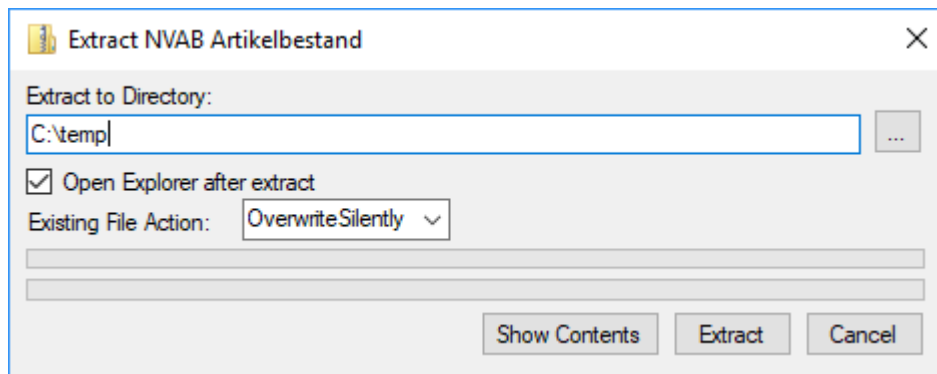 Extract NVAB Artikelbestand
Extract to Directory:
C:\temp
...
Open Explorer after extract
Existing File Action: OverwriteSilently
Show Contents Extract Cancel